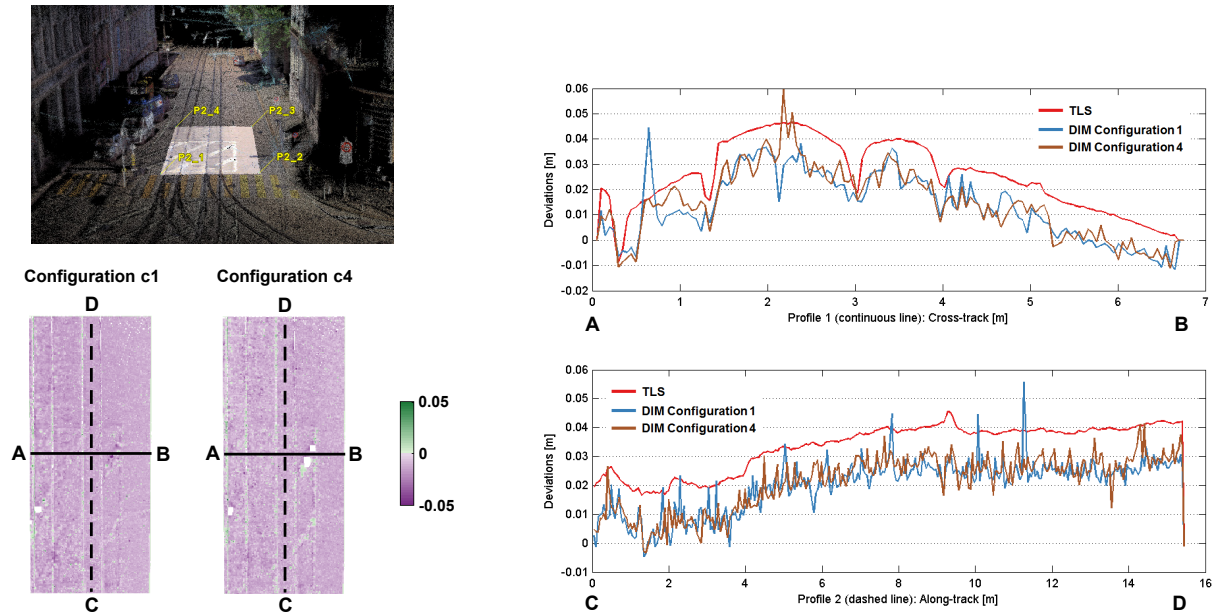 P2_4
P2_3
P2_1
P2_2
Configuration c1
Configuration c4
D
D
A
B
A
B
C
C
0.05
0
-0.05
0.06
0.05
0.04
0.03
0.02
0.01
0
-0.01
-0.02
Deviations [m]
TLS
DIM Configuration 1
DIM Configuration 4
0
1
2
3
4
5
6
7
A
Profile 1 (continuous line): Cross-track [m]
B
0.06
0.05
0.04
0.03
0.02
0.01
0
-0.01
Deviations [m]
TLS
DIM Configuration 1
DIM Configuration 4
0
2
4
6
8
10
12
14
16
C
Profile 2 (dashed line): Along-track [m]
D